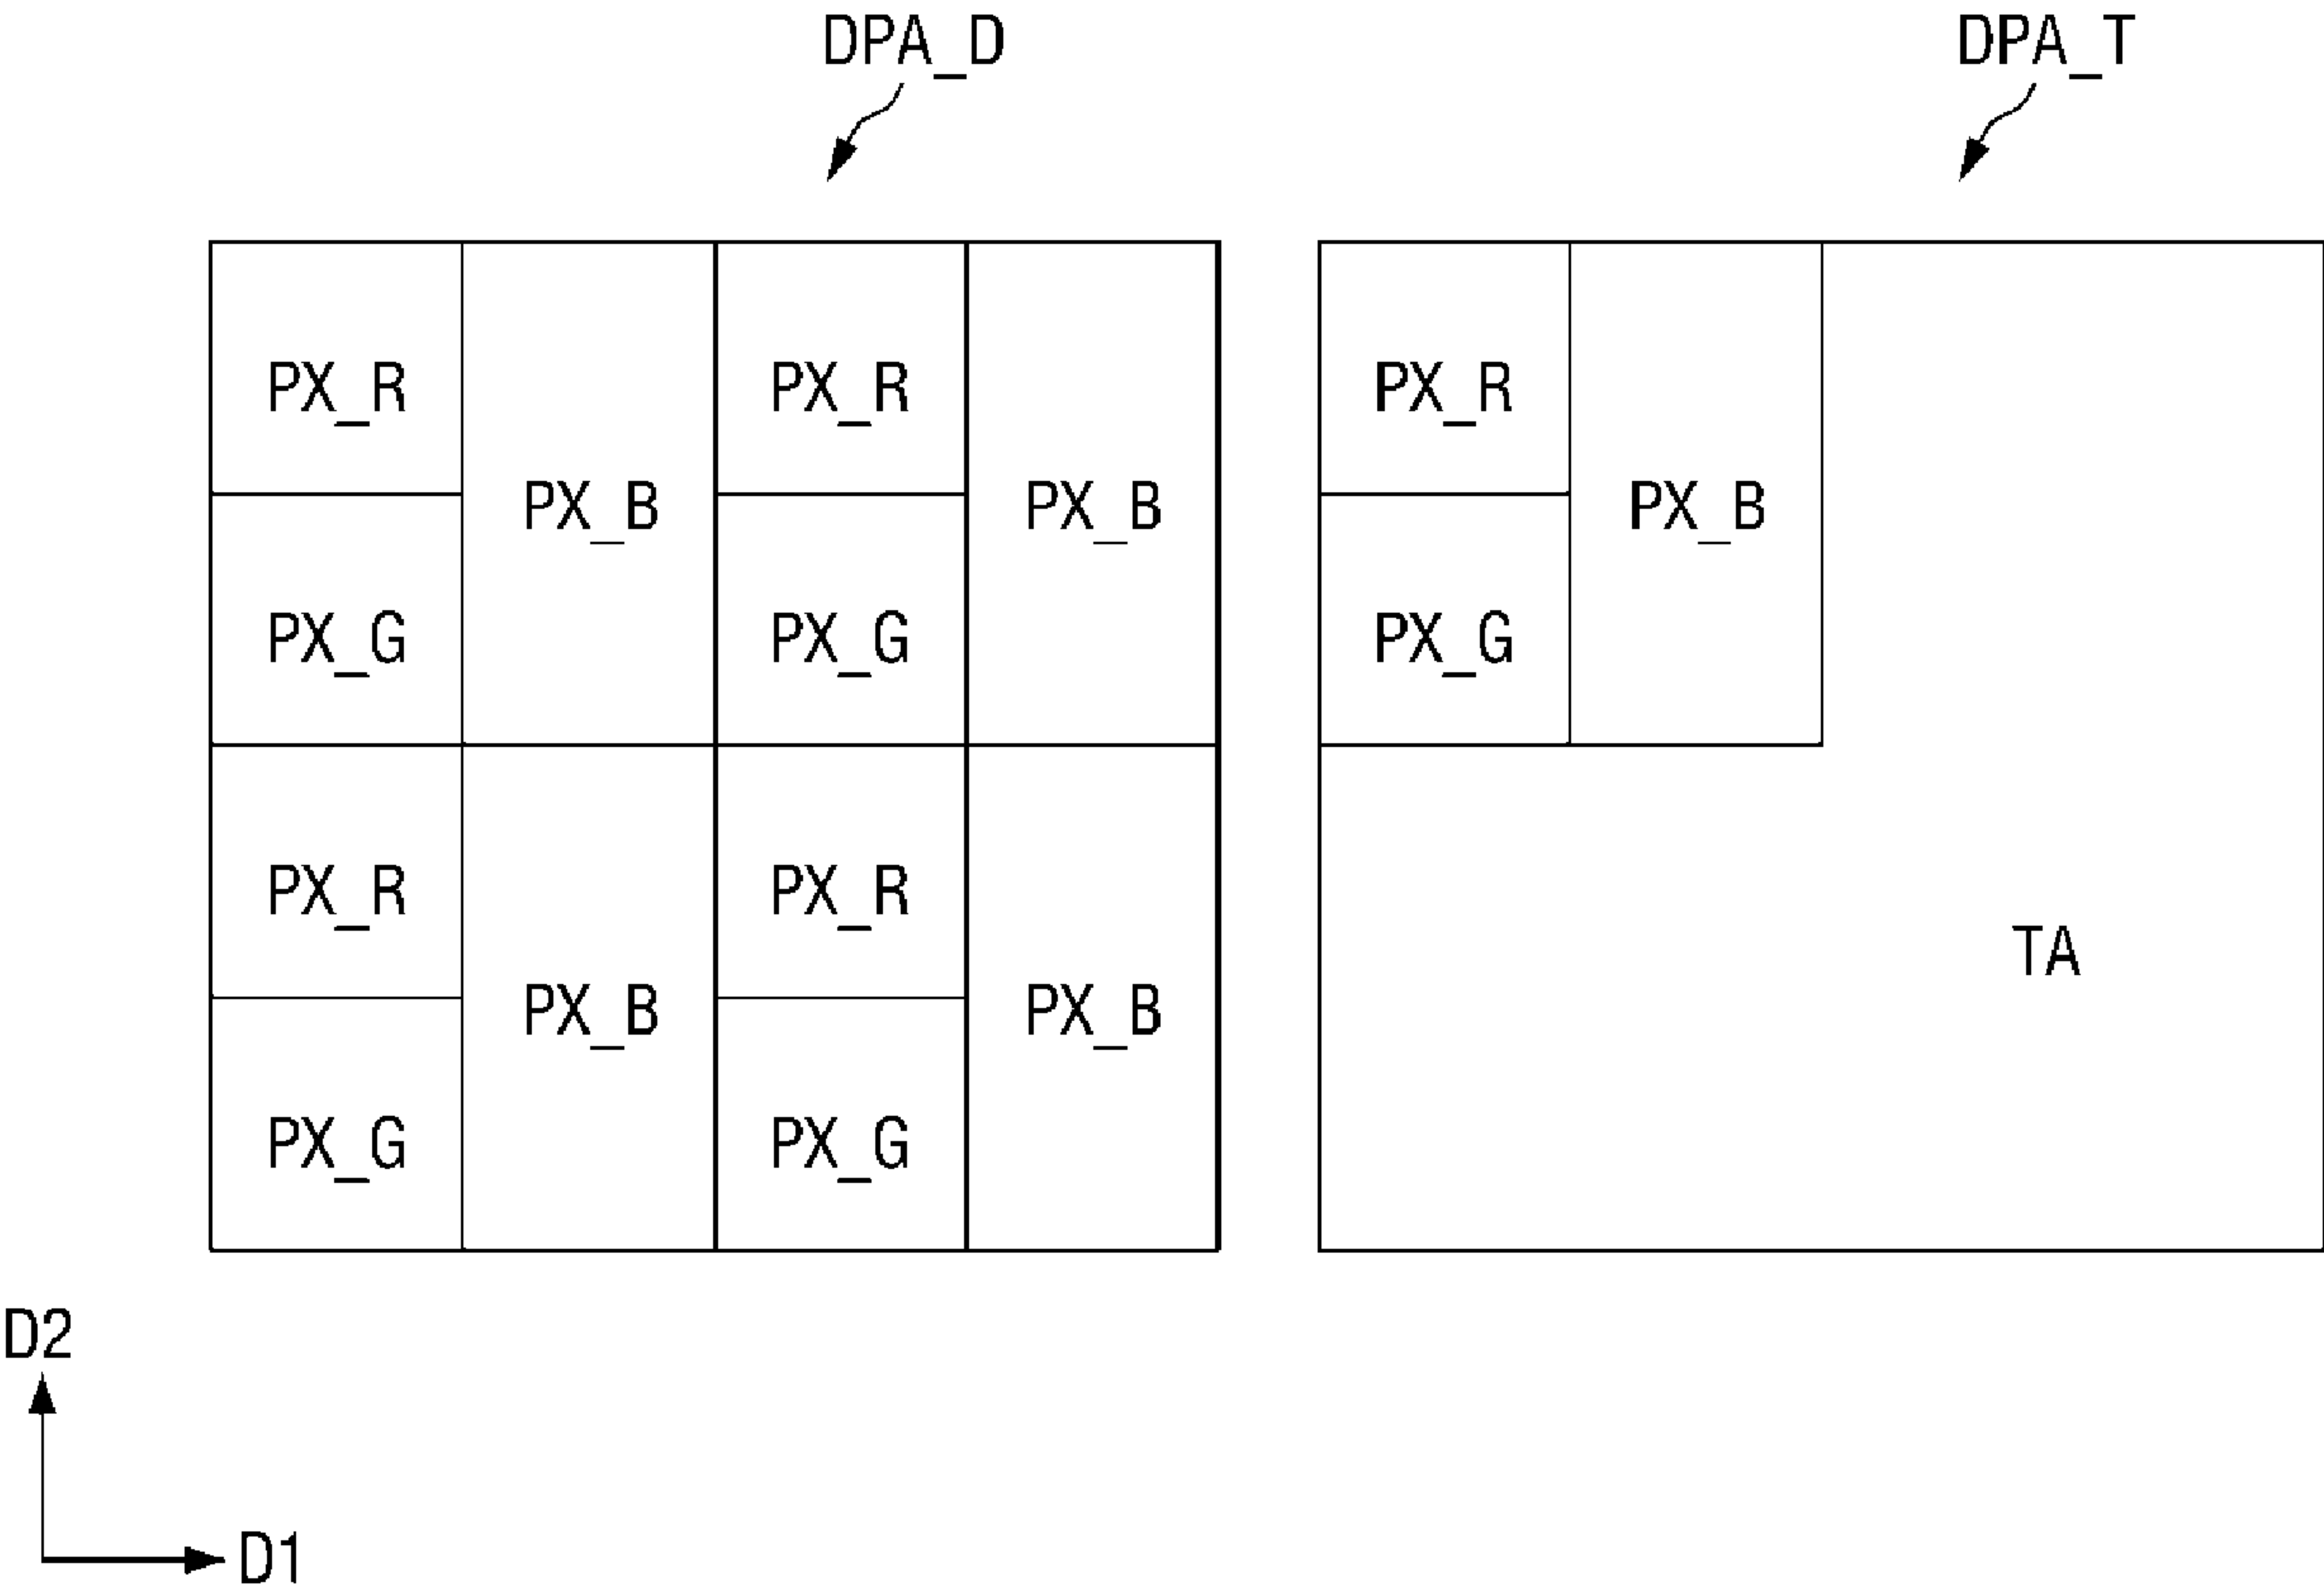 DPA_D DPA_T
PX_R PX_R PX_R
PX_B PX_B PX_B
PX_G PX_G PX_G
PX_R PX_R
TA
PX_B PX_B
PX_G PX_G
D2
D1